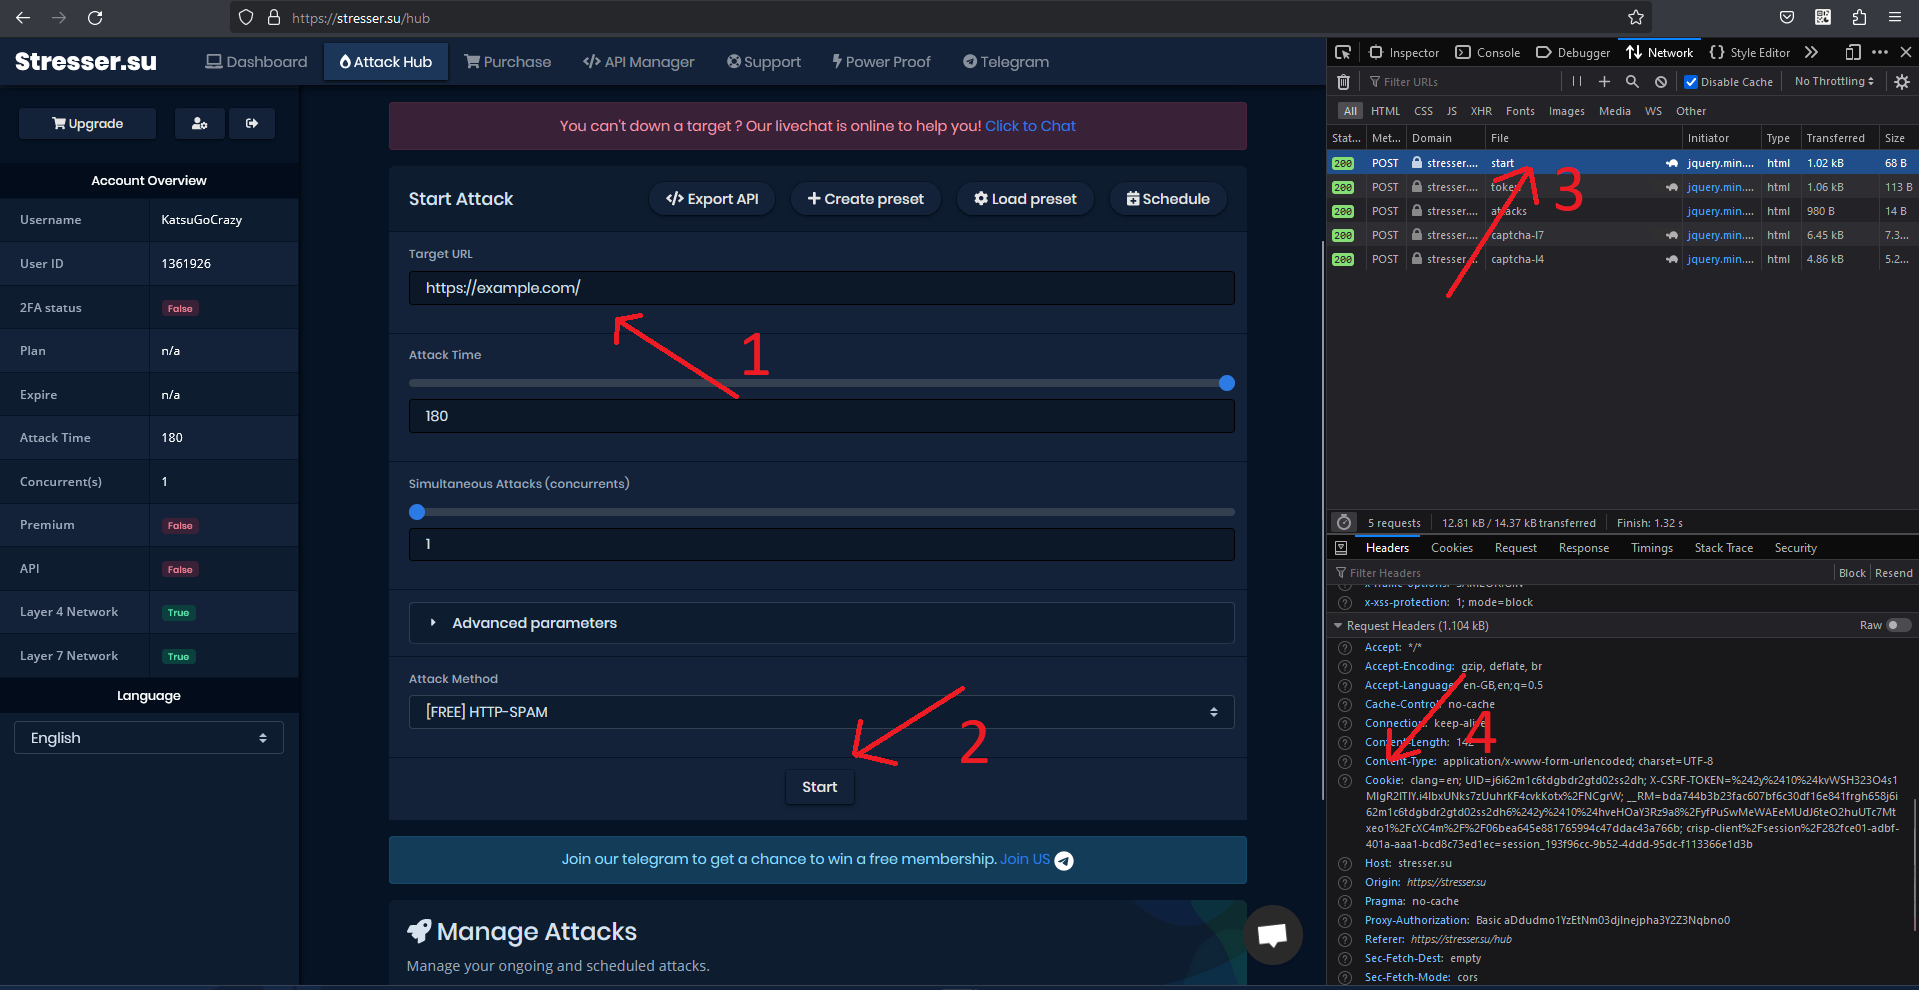 https://stresser.su/hub
Stresser.su
Dashboard
Attack Hub
Purchase
API Manager
Support
Power Proof
Telegram
Upgrade
Account Overview
Username KatsuGoCrazy
User ID 1361926
2FA status False
Plan n/a
Expire n/a
Attack Time 180
Concurrent(s) 1
Premium False
API False
Layer 4 Network True
Layer 7 Network True
Language
English
You can't down a target ? Our livechat is online to help you! Click to Chat
Start Attack
Export API
Create preset
Load preset
Schedule
Target URL
https://example.com/
1
Attack Time
180
Simultaneous Attacks (concurrents)
1
Advanced parameters
Attack Method
[FREE] HTTP-SPAM
2
Start
Join our telegram to get a chance to win a free membership. Join US
Manage Attacks
Manage your ongoing and scheduled attacks.
Inspector Console Debugger Network Style Editor
Filter URLs Disable Cache No Throttling
All HTML CSS JS XHR Fonts Images Media WS Other
Stat... Met... Domain File Initiator Type Transferred Size
200 POST stresser.... start jquery.min.... html 1.02 kB 68 B
200 POST stresser.... token jquery.min.... html 1.06 kB 113 B
200 POST stresser.... attacks jquery.min.... html 980 B 14 B
200 POST stresser.... captcha-l7 jquery.min.... html 6.45 kB 7.3...
200 POST stresser.... captcha-l4 jquery.min.... html 4.86 kB 5.2...
3
5 requests 12.81 kB / 14.37 kB transferred Finish: 1.32 s
Headers Cookies Request Response Timings Stack Trace Security
Filter Headers Block Resend
x-frame-options: SAMEORIGIN
x-xss-protection: 1; mode=block
Request Headers (1.104 kB) Raw
Accept: */*
Accept-Encoding: gzip, deflate, br
Accept-Language: en-GB,en;q=0.5
Cache-Control: no-cache
Connection: keep-alive
Content-Length: 142
4
Content-Type: application/x-www-form-urlencoded; charset=UTF-8
Cookie: clang=en; UID=j6i62m1c6tdgbdr2gtd02ss2dh; X-CSRF-TOKEN=%242y%2410%24kvWSH323O4s1
MIgR2ITIY.i4IbxUNks7zUuhrKF4cvkKotx%2FNCgrW; __RM=bda744b3b23fac607bf6c30df16e841frgh658j6i
62m1c6tdgbdr2gtd02ss2dh6%242y%2410%24hveHOaY3Rz9a8%2FyfPuSwMeWAEeMUdJ6teO2huUTc7Mt
xeo1%2FcXC4m%2F%2F06bea645e881765994c47ddac43a766b; crisp-client%2Fsession%2F282fce01-adbf-
401a-aaa1-bcd8c73ed1ec=session_193f96cc-9b52-4ddd-95dc-f113366e1d3b
Host: stresser.su
Origin: https://stresser.su
Pragma: no-cache
Proxy-Authorization: Basic aDdudmo1YzEtNm03djlnejpha3Y2Z3Nqbno0
Referer: https://stresser.su/hub
Sec-Fetch-Dest: empty
Sec-Fetch-Mode: cors